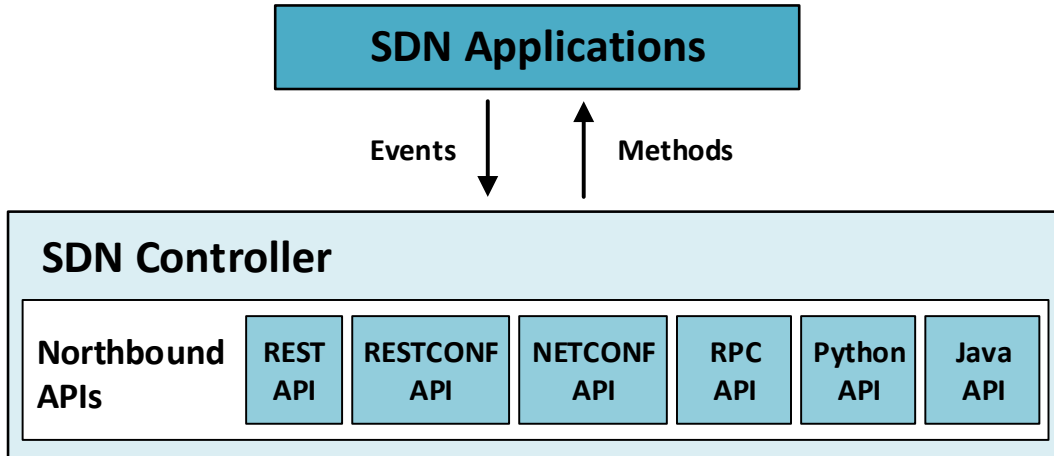 SDN Applications
Events
Methods
SDN Controller
Northbound
APIs
REST
API
RESTCONF
API
NETCONF
API
RPC
API
Python
API
Java
API